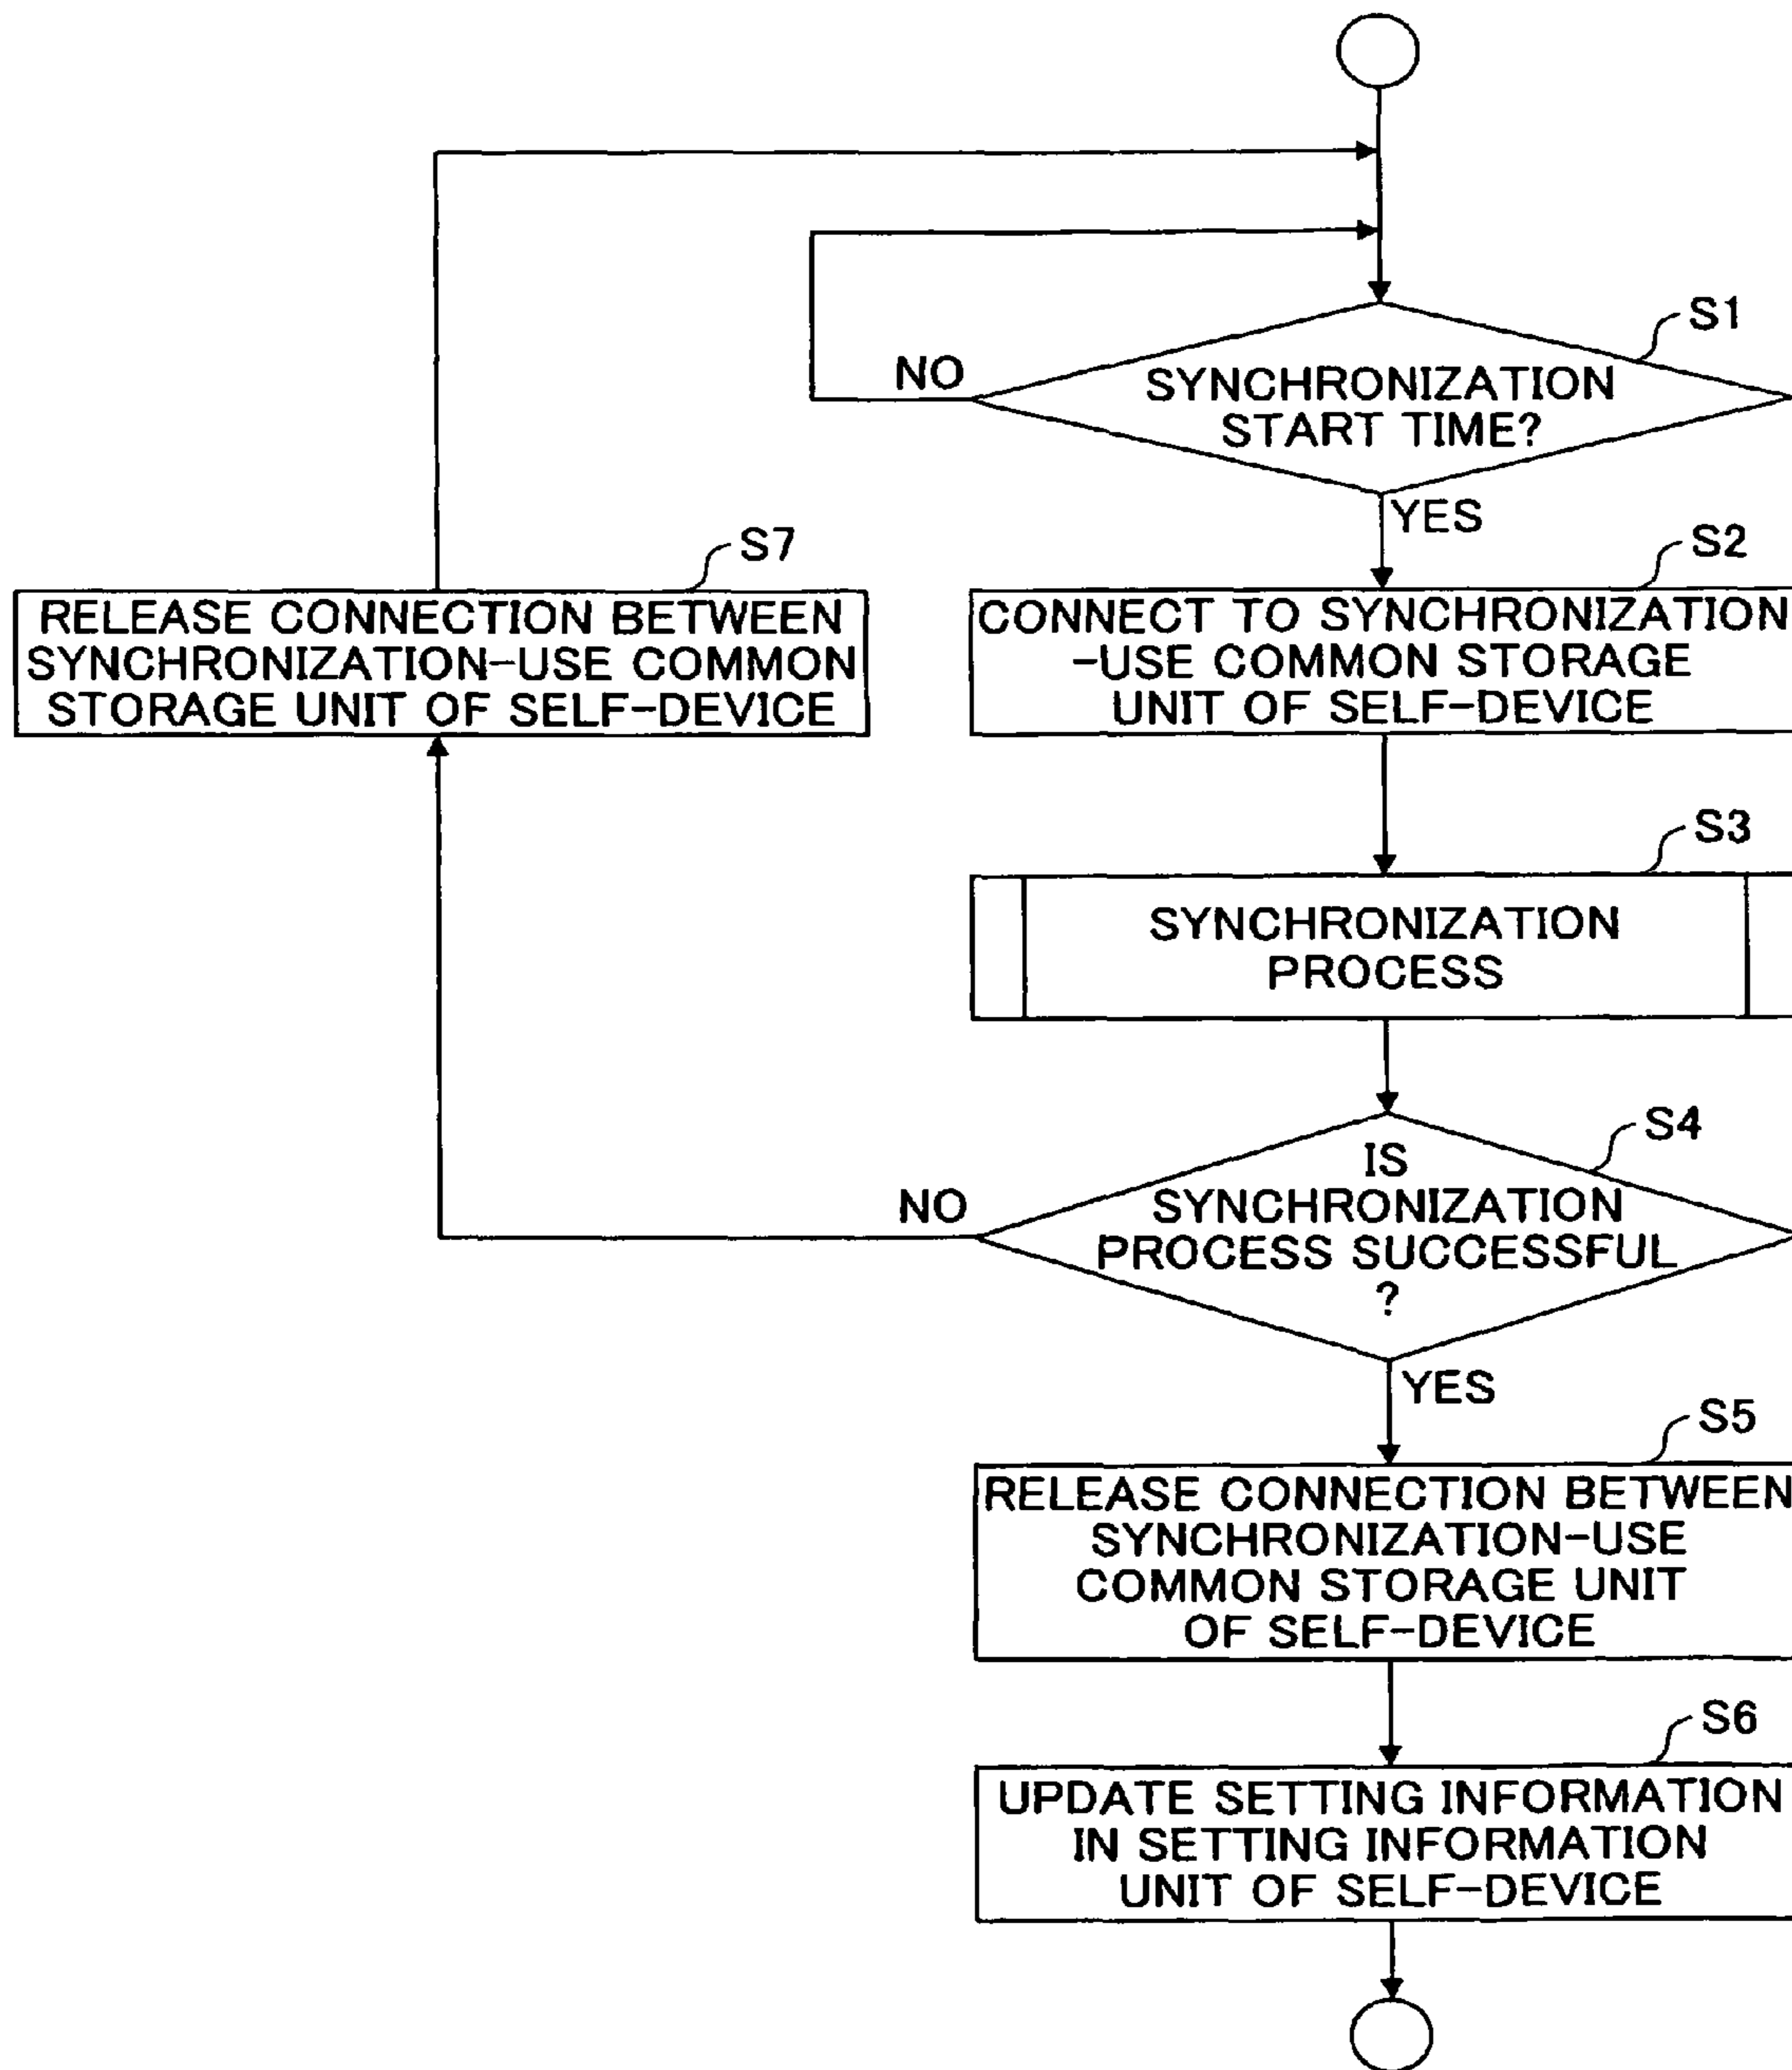 S1
NO
SYNCHRONIZATION
START TIME?
YES
S7
RELEASE CONNECTION BETWEEN
SYNCHRONIZATION-USE COMMON
STORAGE UNIT OF SELF-DEVICE
S2
CONNECT TO SYNCHRONIZATION
-USE COMMON STORAGE
UNIT OF SELF-DEVICE
S3
SYNCHRONIZATION
PROCESS
S4
NO
IS
SYNCHRONIZATION
PROCESS SUCCESSFUL
?
YES
S5
RELEASE CONNECTION BETWEEN
SYNCHRONIZATION-USE
COMMON STORAGE UNIT
OF SELF-DEVICE
S6
UPDATE SETTING INFORMATION
IN SETTING INFORMATION
UNIT OF SELF-DEVICE